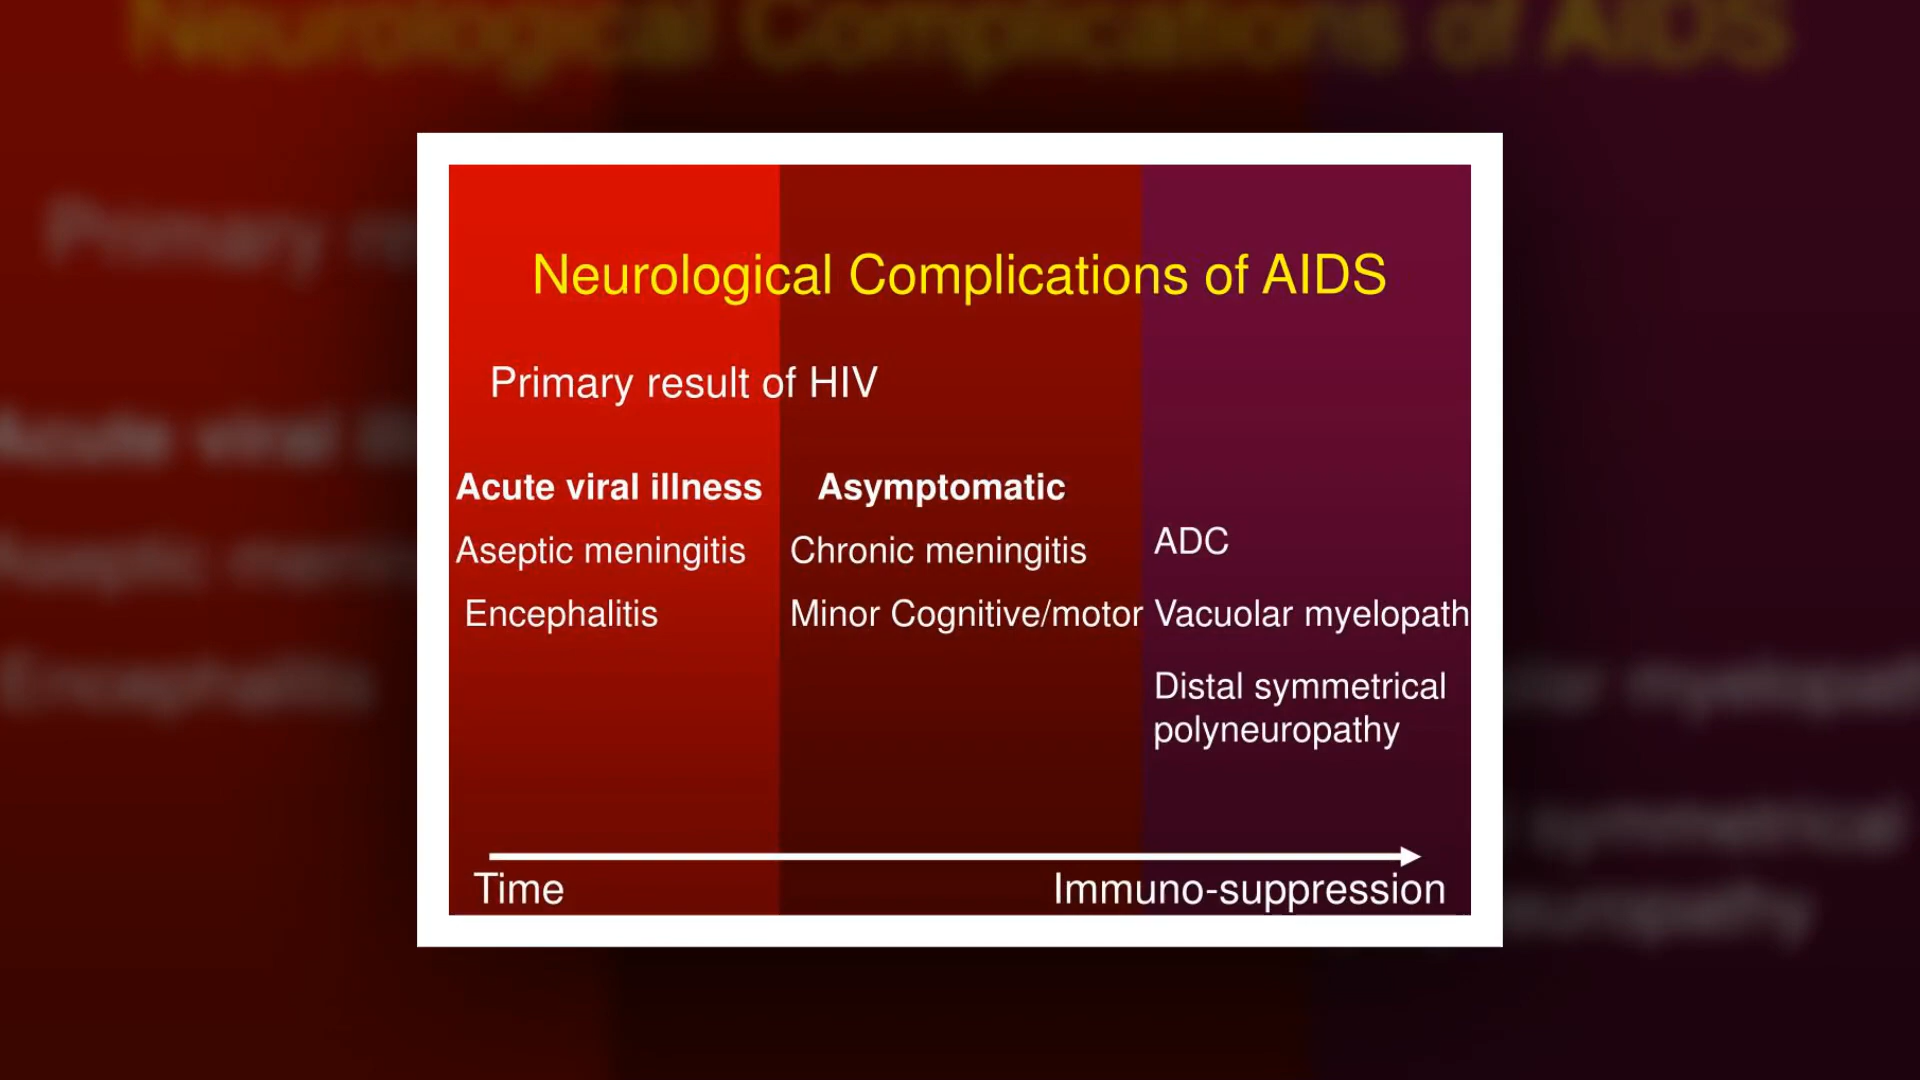 Neurological Complications of AIDS
Primary result of HIV
Acute viral illness
Aseptic meningitis
Encephalitis
Asymptomatic
Chronic meningitis
Minor Cognitive/motor
ADC
Vacuolar myelopath
Distal symmetrical
polyneuropathy
Time
Immuno-suppression